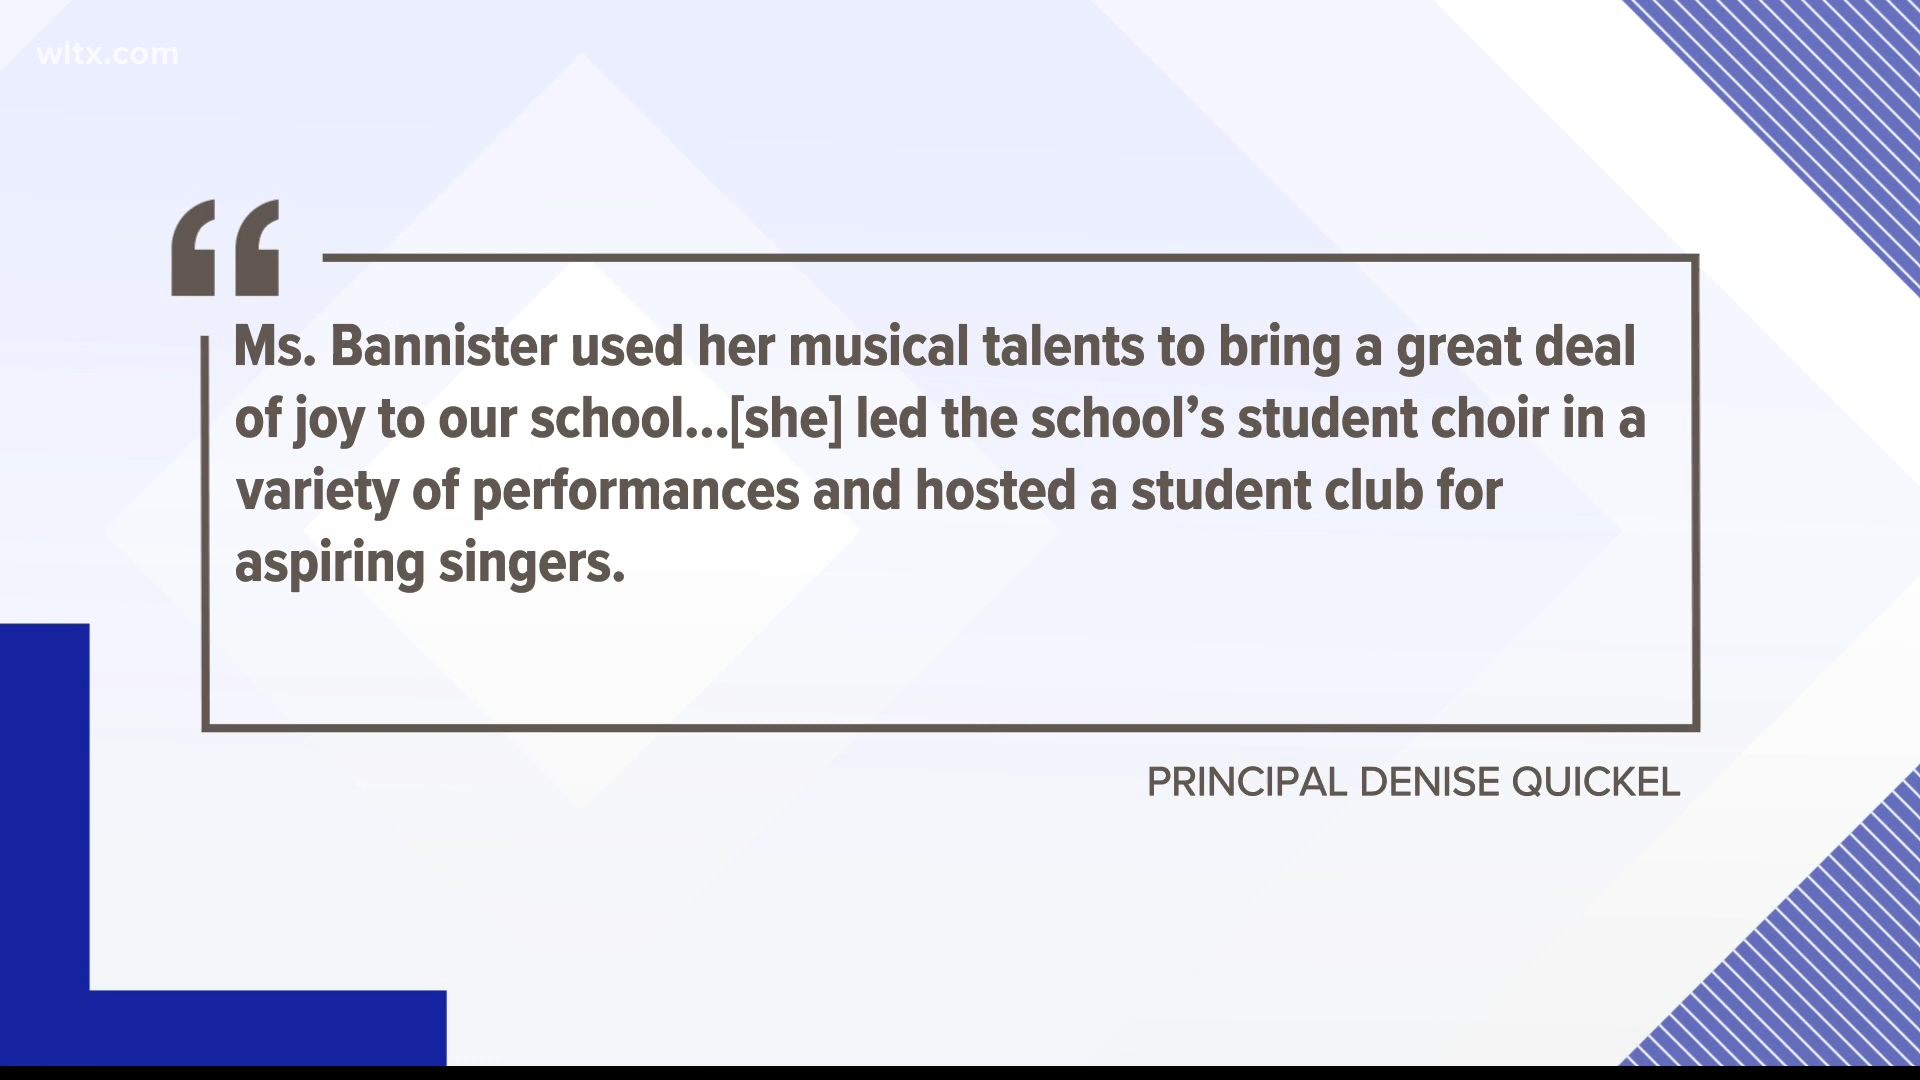 wltx.com
“
Ms. Bannister used her musical talents to bring a great deal
of joy to our school...[she] led the school’s student choir in a
variety of performances and hosted a student club for
aspiring singers.
PRINCIPAL DENISE QUICKEL